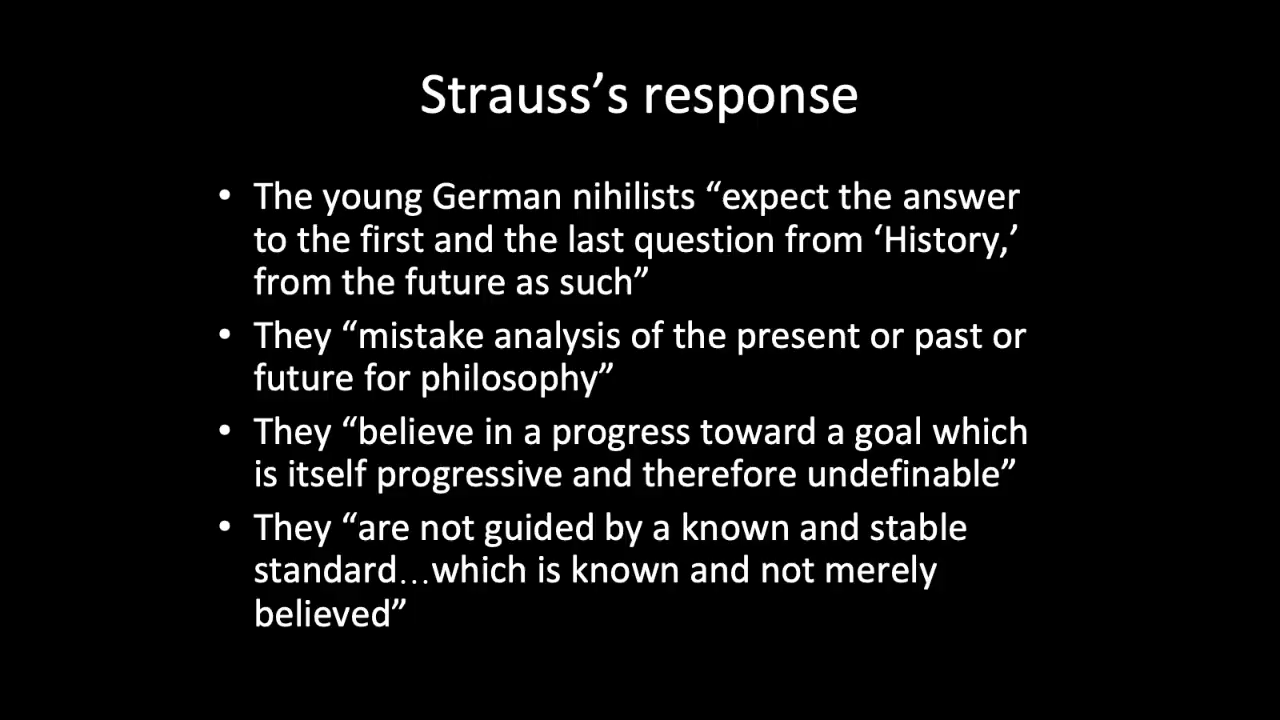 Strauss’s response
• The young German nihilists “expect the answer
to the first and the last question from ‘History,’
from the future as such”
• They “mistake analysis of the present or past or
future for philosophy”
• They “believe in a progress toward a goal which
is itself progressive and therefore undefinable”
• They “are not guided by a known and stable
standard…which is known and not merely
believed”